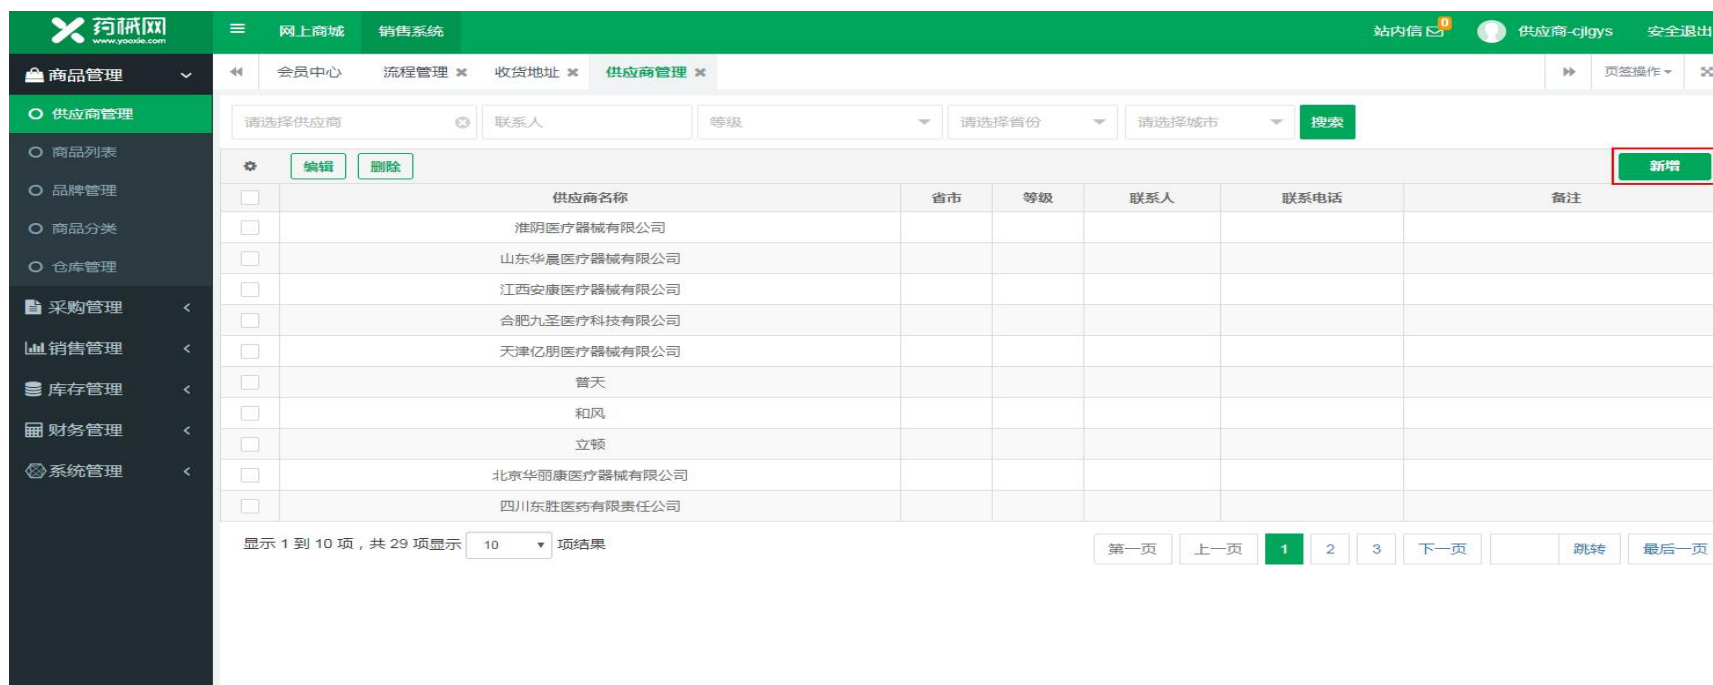 药械网
www.yooxie.com
网上商城 销售系统 站内信 0 供应商-cjlgys 安全退出
商品管理
会员中心 流程管理 收货地址 供应商管理 页签操作
供应商管理
请选择供应商 联系人 等级 请选择省份 请选择城市 搜索
商品列表
编辑 删除 新增
品牌管理
供应商名称 省市 等级 联系人 联系电话 备注
商品分类
淮阴医疗器械有限公司
山东华晨医疗器械有限公司
仓库管理
江西安康医疗器械有限公司
采购管理
合肥九圣医疗科技有限公司
销售管理
天津亿朋医疗器械有限公司
库存管理
普天
和风
财务管理
立顿
系统管理
北京华丽康医疗器械有限公司
四川东胜医药有限责任公司
显示 1 到 10 项，共 29 项显示 10 项结果
第一页 上一页 1 2 3 下一页 跳转 最后一页